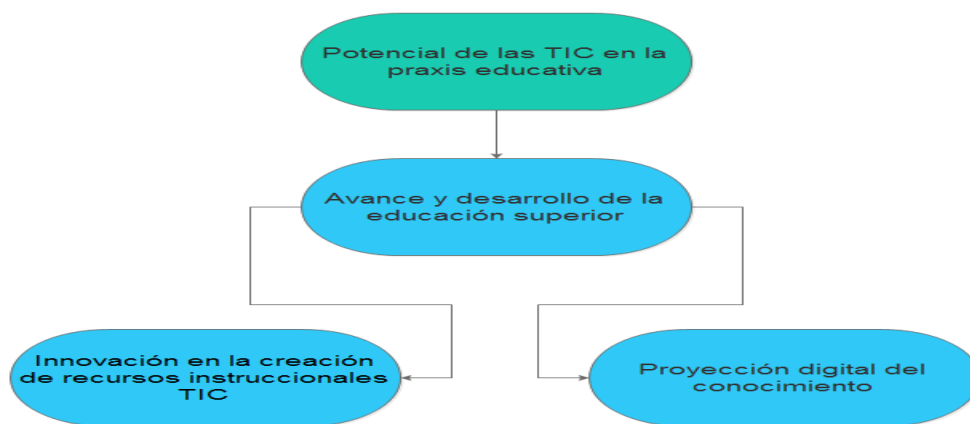 Potencial de las TIC en la
praxis educativa
Avance y desarrollo de la
educación superior
Innovación en la creación
de recursos instruccionales
TIC
Proyección digital del
conocimiento